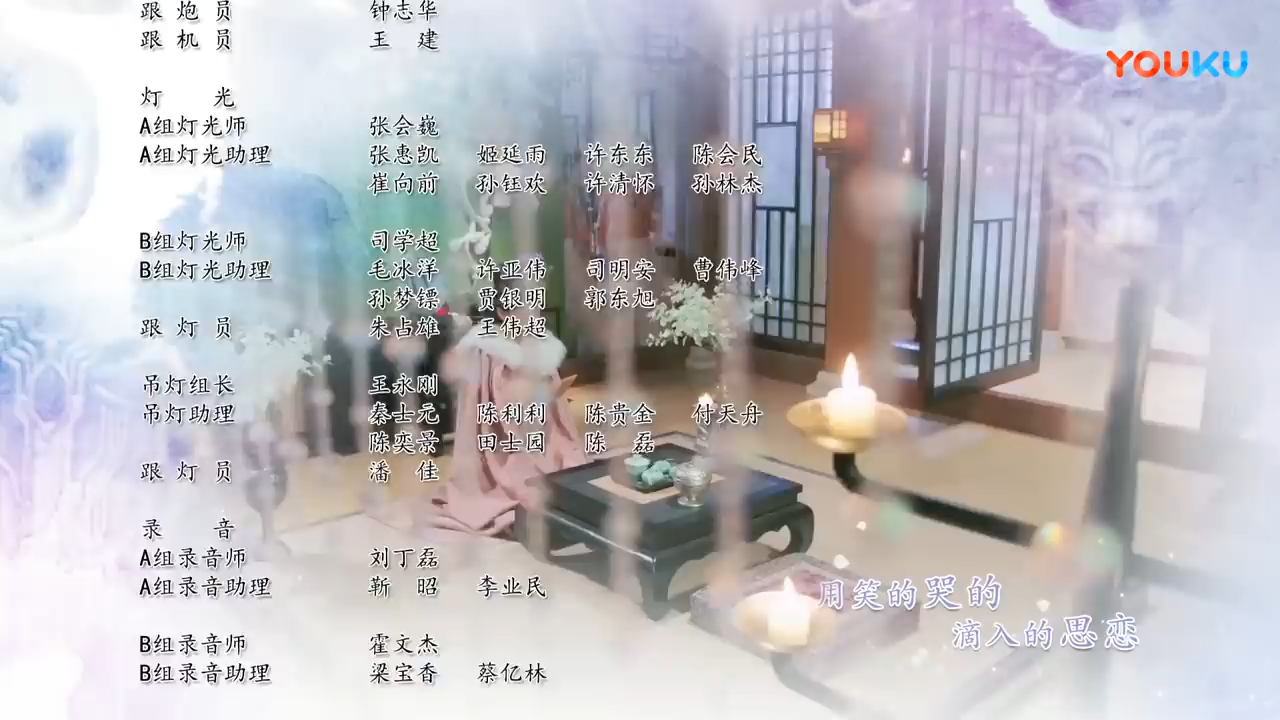 跟炮员 钟志华
跟机员 王建
YOUKU
灯光
A组灯光师 张会巍
A组灯光助理 张惠凯 姬延雨 许东东 陈会民
崔向前 孙钰欢 许清怀 孙林杰
B组灯光师 司学超
B组灯光助理 毛冰洋 许亚伟 司明安 曹伟峰
孙梦镖 贾银明 郭东旭
跟灯员 朱占雄 王伟超
吊灯组长 王永刚
吊灯助理 秦士元 陈利利 陈贵金 付天舟
陈奕景 田士园 陈磊
跟灯员 潘佳
录音
A组录音师 刘丁磊
A组录音助理 靳昭 李业民
用笑的哭的
滴入的思恋
B组录音师 霍文杰
B组录音助理 梁宝香 蔡亿林